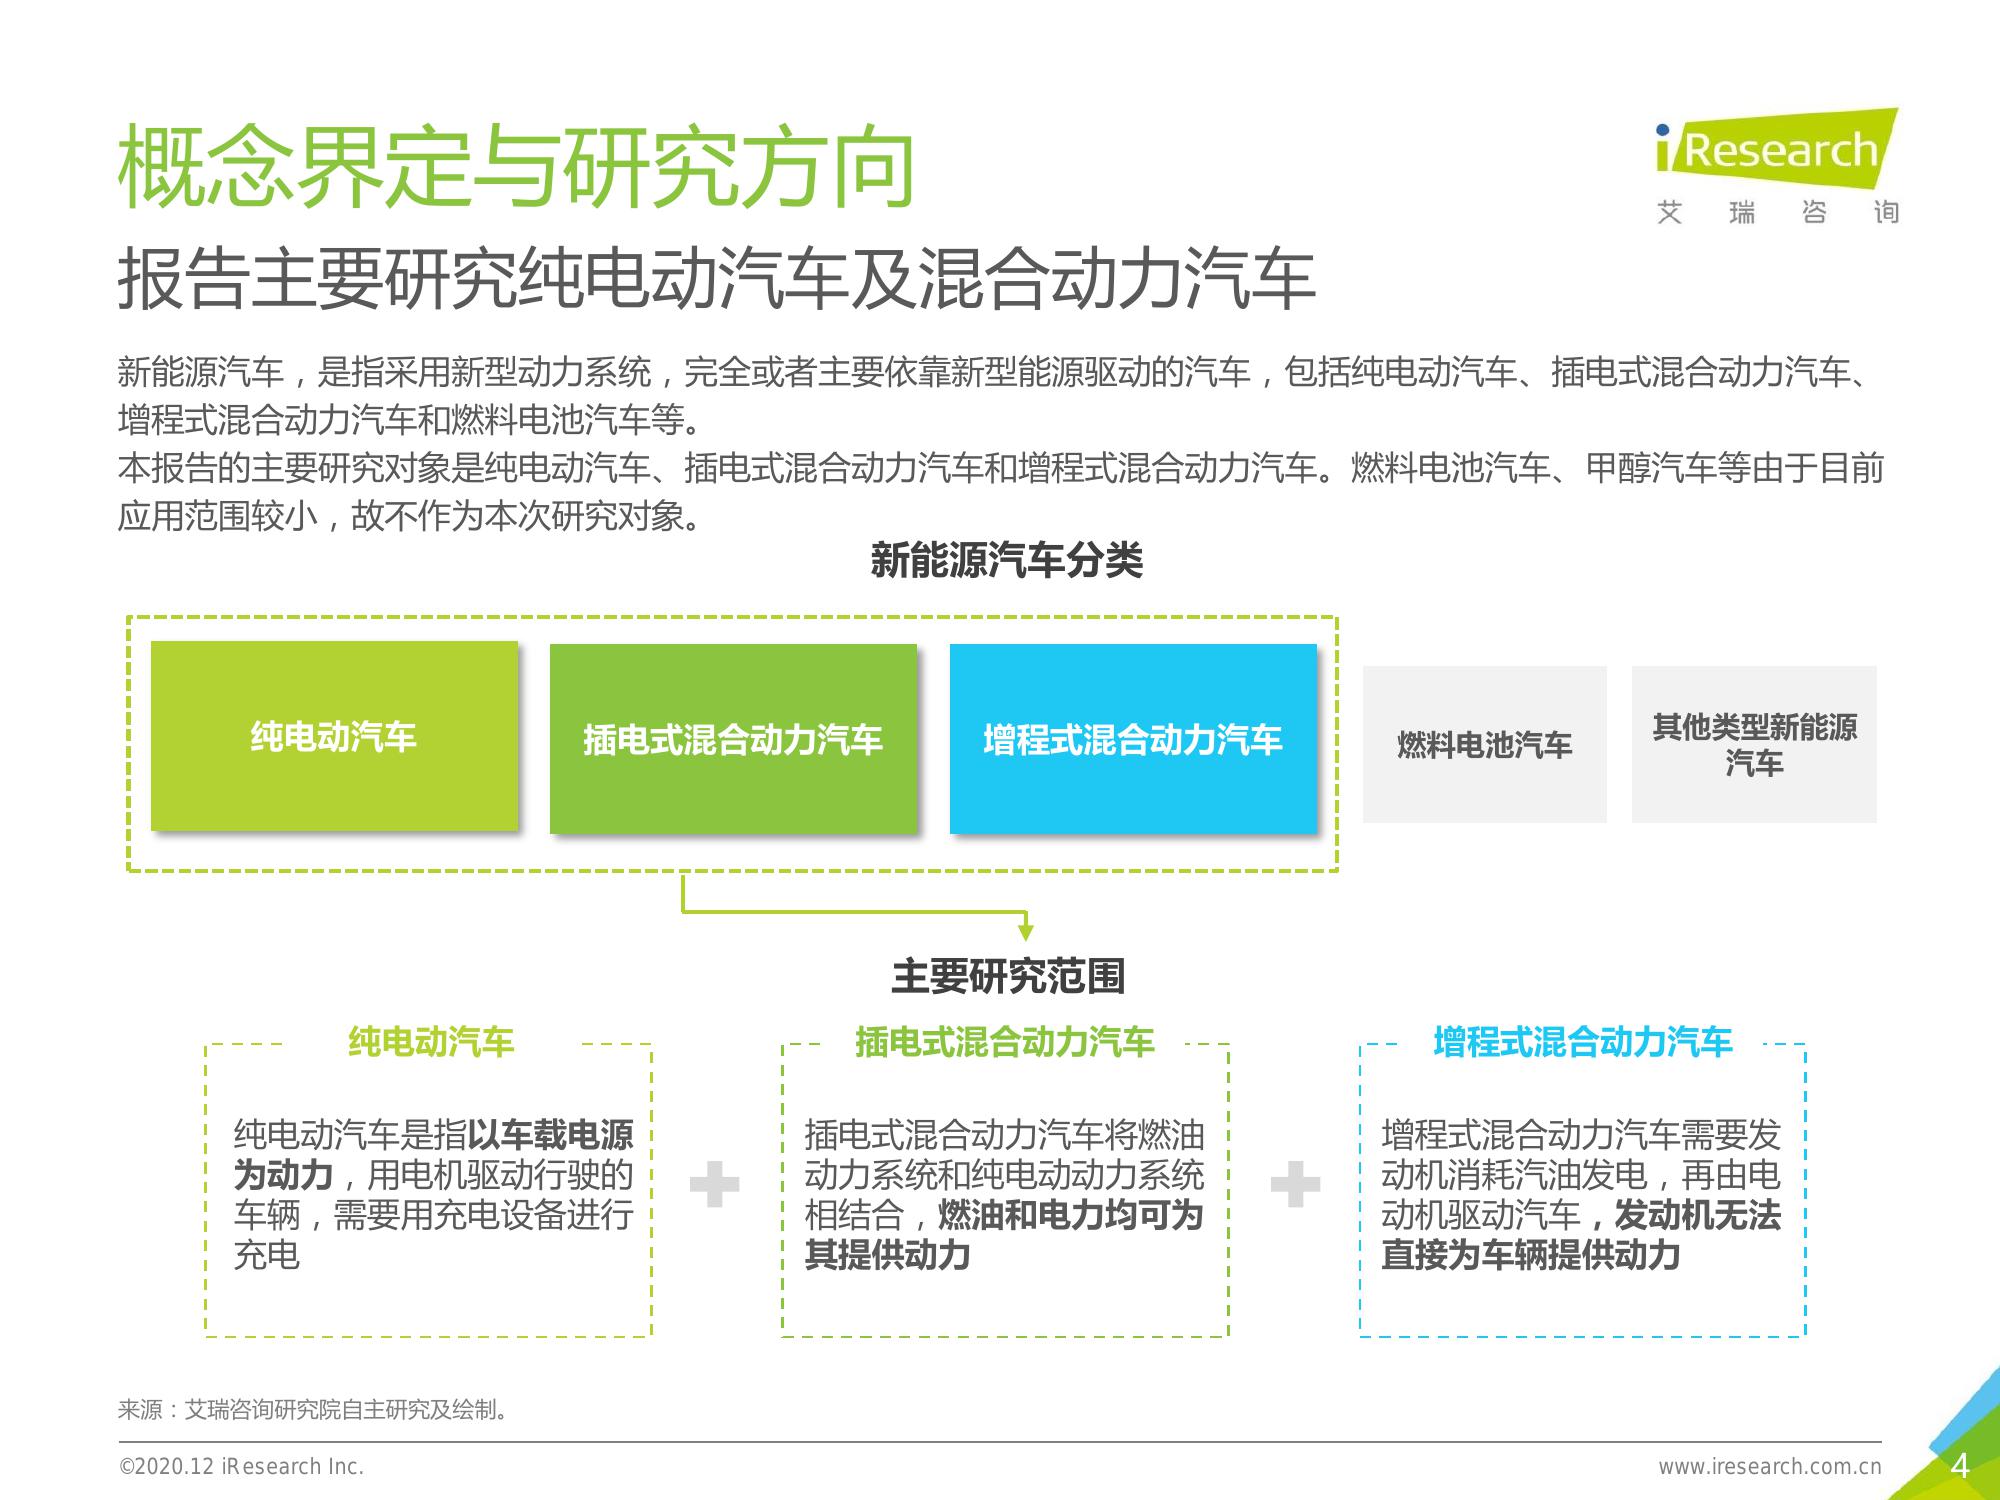 概念界定与研究方向
iResearch
艾瑞咨询
报告主要研究纯电动汽车及混合动力汽车
新能源汽车，是指采用新型动力系统，完全或者主要依靠新型能源驱动的汽车，包括纯电动汽车、插电式混合动力汽车、
增程式混合动力汽车和燃料电池汽车等。
本报告的主要研究对象是纯电动汽车、插电式混合动力汽车和增程式混合动力汽车。燃料电池汽车、甲醇汽车等由于目前
应用范围较小，故不作为本次研究对象。
新能源汽车分类
纯电动汽车
插电式混合动力汽车
增程式混合动力汽车
燃料电池汽车
其他类型新能源
汽车
主要研究范围
纯电动汽车
纯电动汽车是指以车载电源
为动力，用电机驱动行驶的
车辆，需要用充电设备进行
充电
插电式混合动力汽车
插电式混合动力汽车将燃油
动力系统和纯电动动力系统
相结合，燃油和电力均可为
其提供动力
增程式混合动力汽车
增程式混合动力汽车需要发
动机消耗汽油发电，再由电
动机驱动汽车，发动机无法
直接为车辆提供动力
来源：艾瑞咨询研究院自主研究及绘制。
©2020.12 iResearch Inc.
www.iresearch.com.cn
4